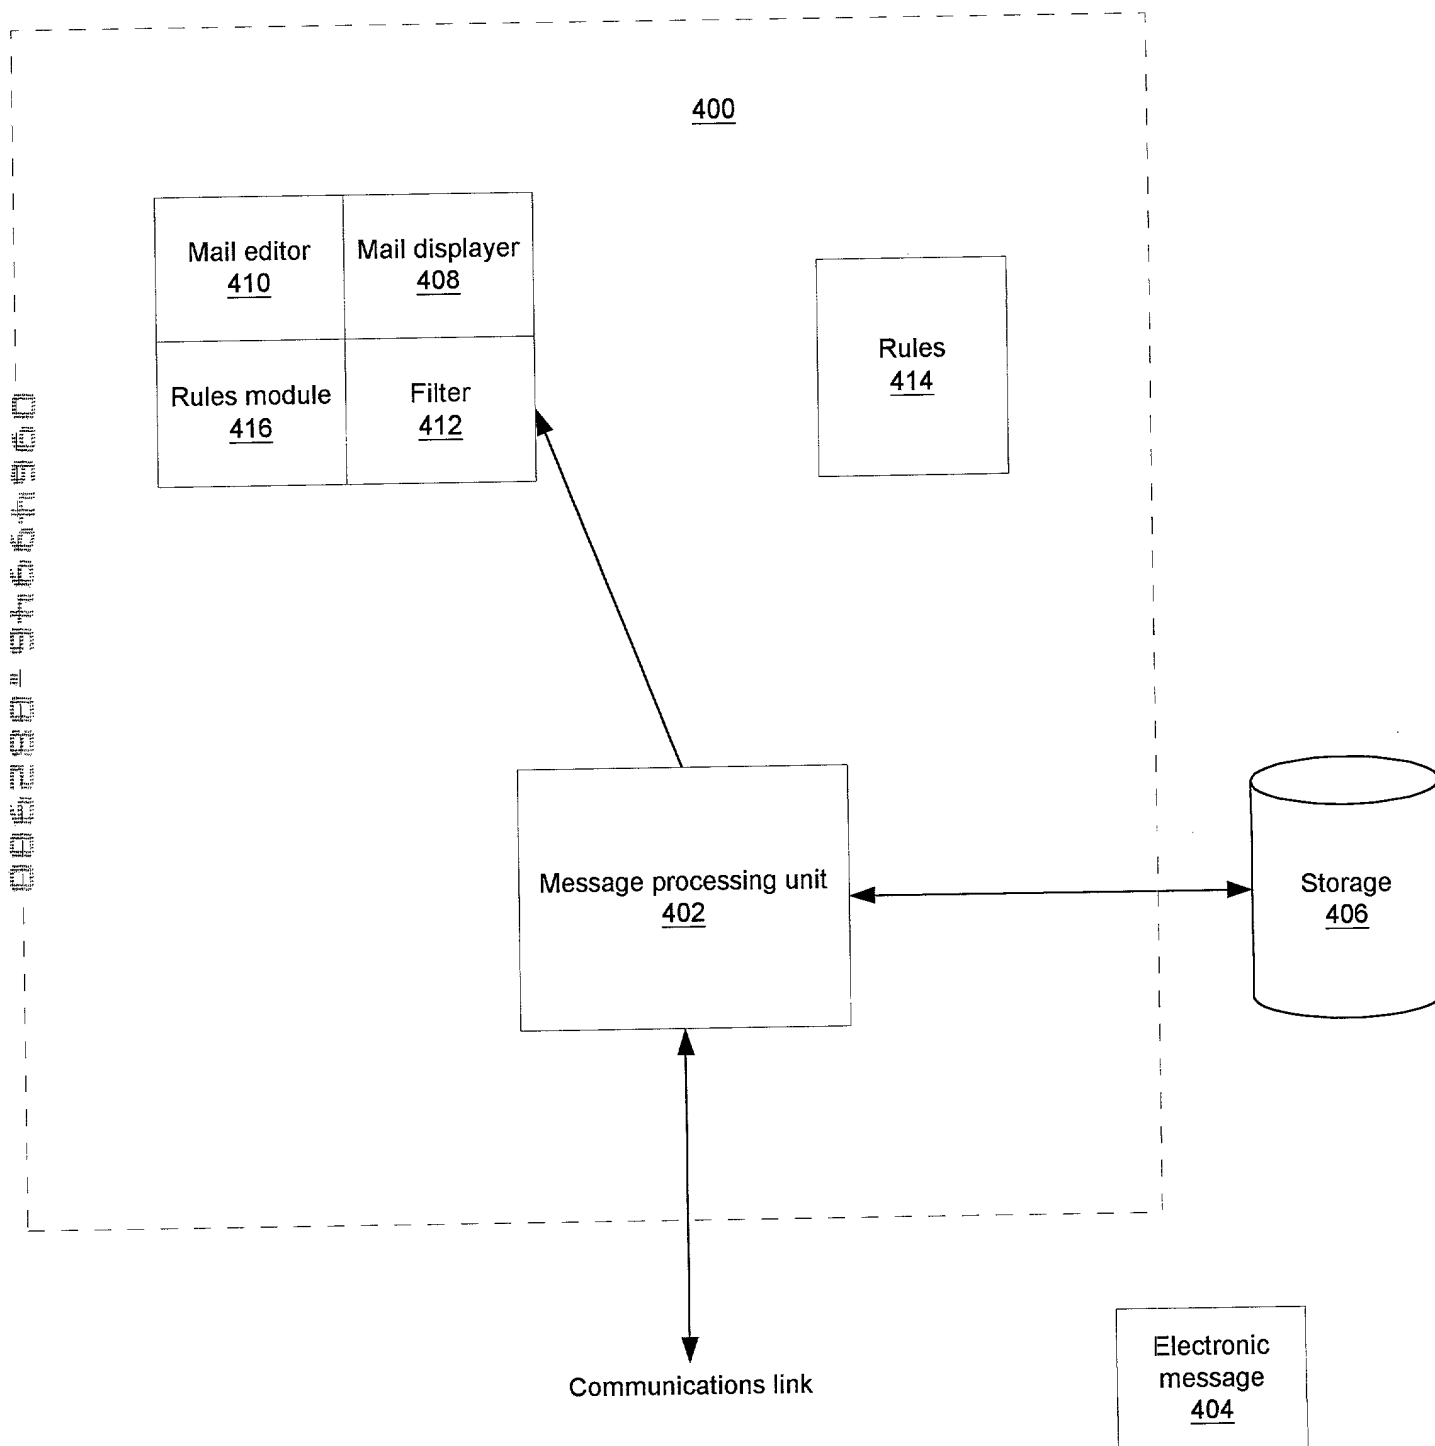 400
Mail editor
410
Mail displayer
408
Rules module
416
Filter
412
Rules
414
Message processing unit
402
Storage
406
Communications link
Electronic
message
404